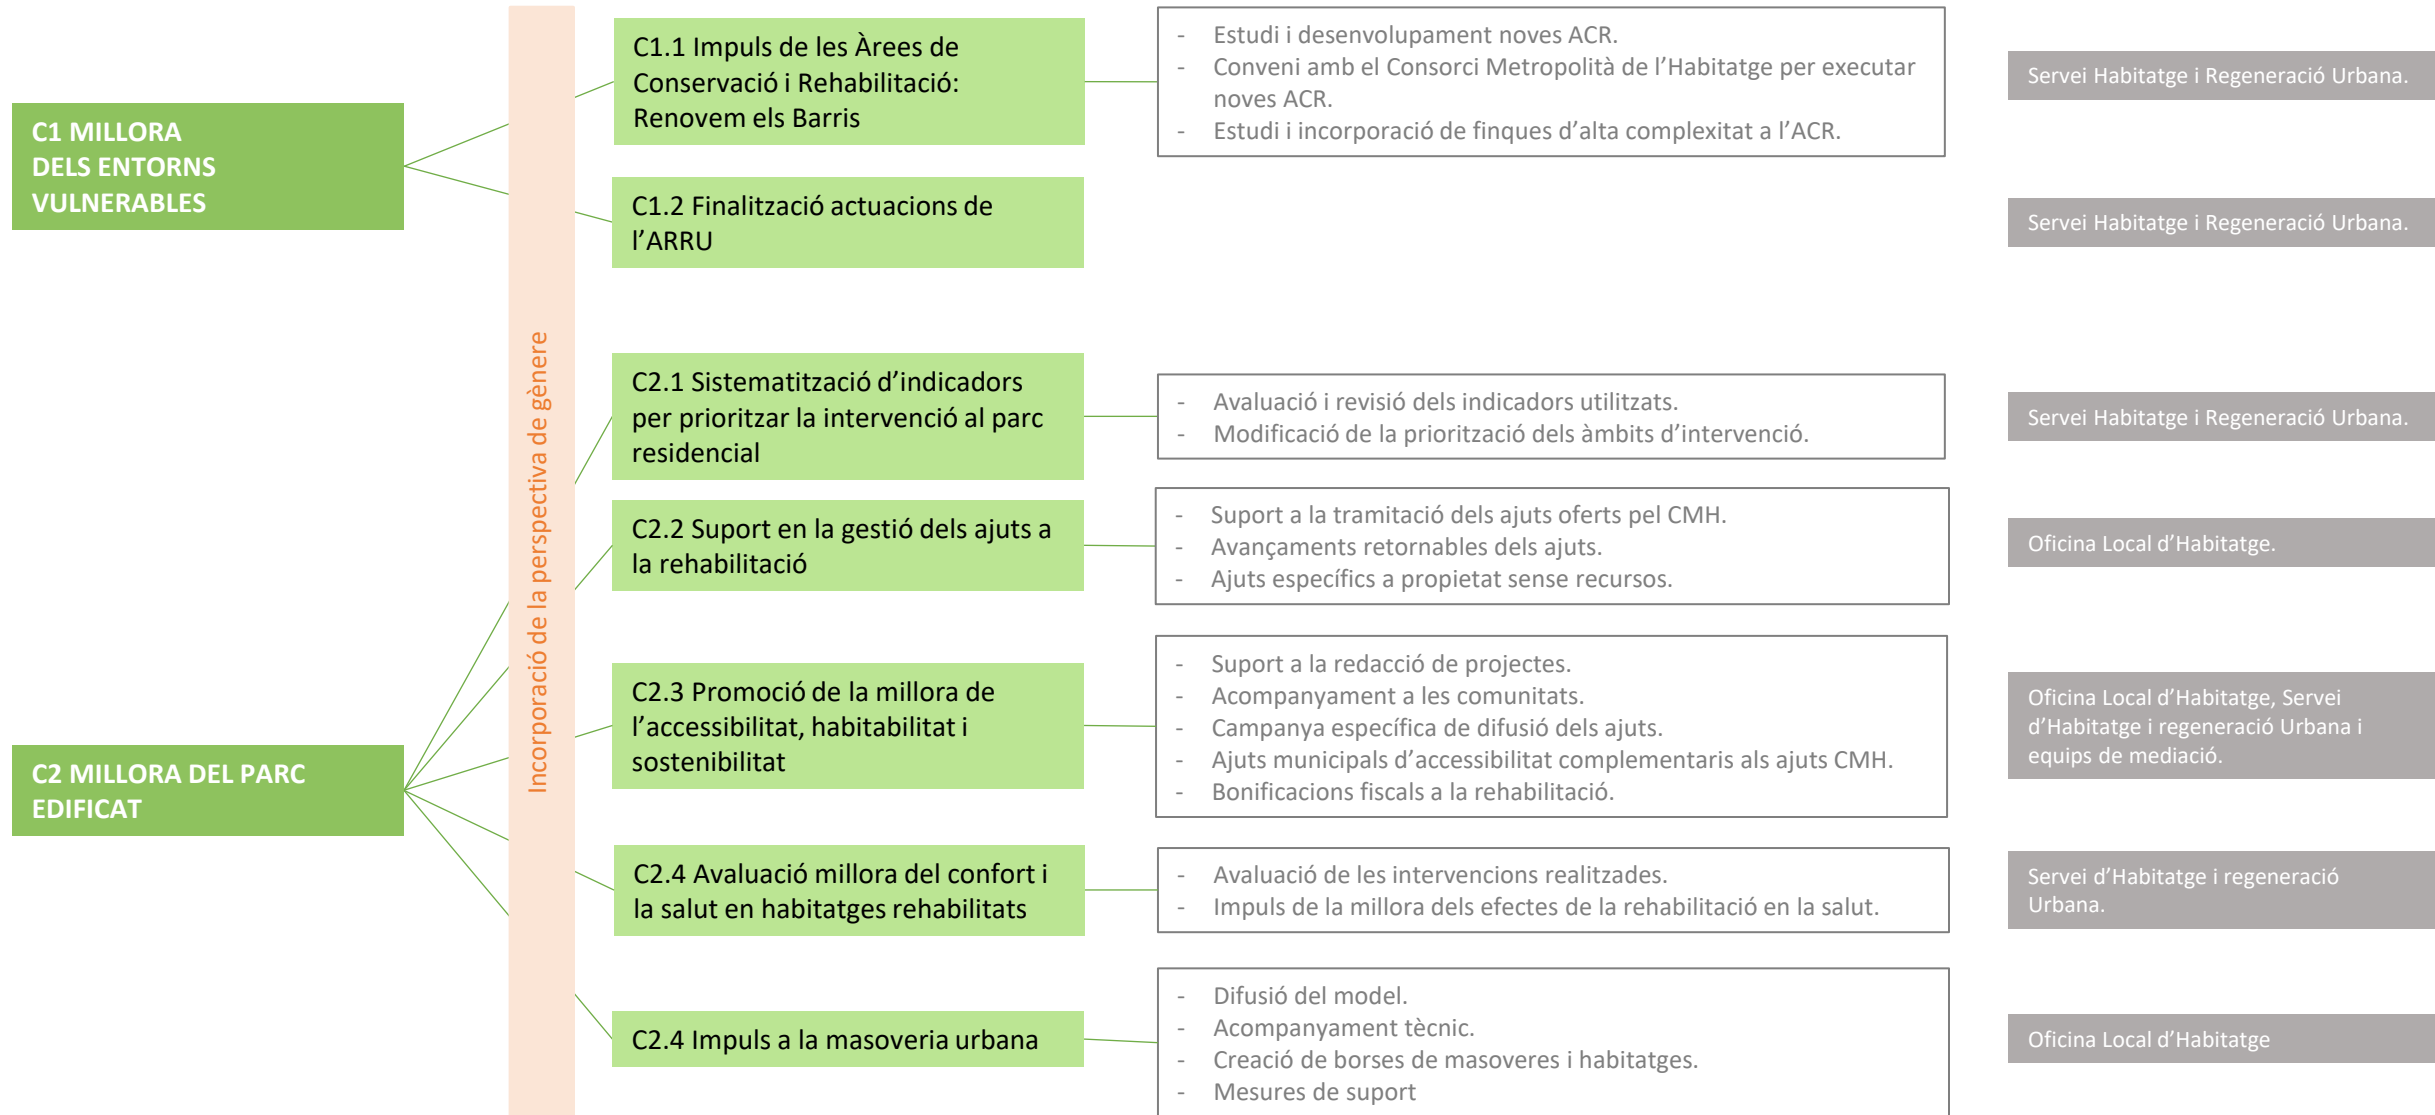 C1 MILLORA
DELS ENTORNS
VULNERABLES
Incorporació de la perspectiva de gènere
C1.1 Impuls de les Àrees de
Conservació i Rehabilitació:
Renovem els Barris
- Estudi i desenvolupament noves ACR.
- Conveni amb el Consorci Metropolità de l’Habitatge per executar
noves ACR.
- Estudi i incorporació de finques d’alta complexitat a l’ACR.
Servei Habitatge i Regeneració Urbana.
C1.2 Finalització actuacions de
l’ARRU
Servei Habitatge i Regeneració Urbana.
C2 MILLORA DEL PARC
EDIFICAT
C2.1 Sistematització d’indicadors
per prioritzar la intervenció al parc
residencial
- Avaluació i revisió dels indicadors utilitzats.
- Modificació de la priorització dels àmbits d’intervenció.
Servei Habitatge i Regeneració Urbana.
C2.2 Suport en la gestió dels ajuts a
la rehabilitació
- Suport a la tramitació dels ajuts oferts pel CMH.
- Avançaments retornables dels ajuts.
- Ajuts específics a propietat sense recursos.
Oficina Local d’Habitatge.
C2.3 Promoció de la millora de
l’accessibilitat, habitabilitat i
sostenibilitat
- Suport a la redacció de projectes.
- Acompanyament a les comunitats.
- Campanya específica de difusió dels ajuts.
- Ajuts municipals d’accessibilitat complementaris als ajuts CMH.
- Bonificacions fiscals a la rehabilitació.
Oficina Local d’Habitatge, Servei
d’Habitatge i regeneració Urbana i
equips de mediació.
C2.4 Avaluació millora del confort i
la salut en habitatges rehabilitats
- Avaluació de les intervencions realitzades.
- Impuls de la millora dels efectes de la rehabilitació en la salut.
Servei d’Habitatge i regeneració
Urbana.
C2.4 Impuls a la masoveria urbana
- Difusió del model.
- Acompanyament tècnic.
- Creació de borses de masoveres i habitatges.
- Mesures de suport
Oficina Local d’Habitatge